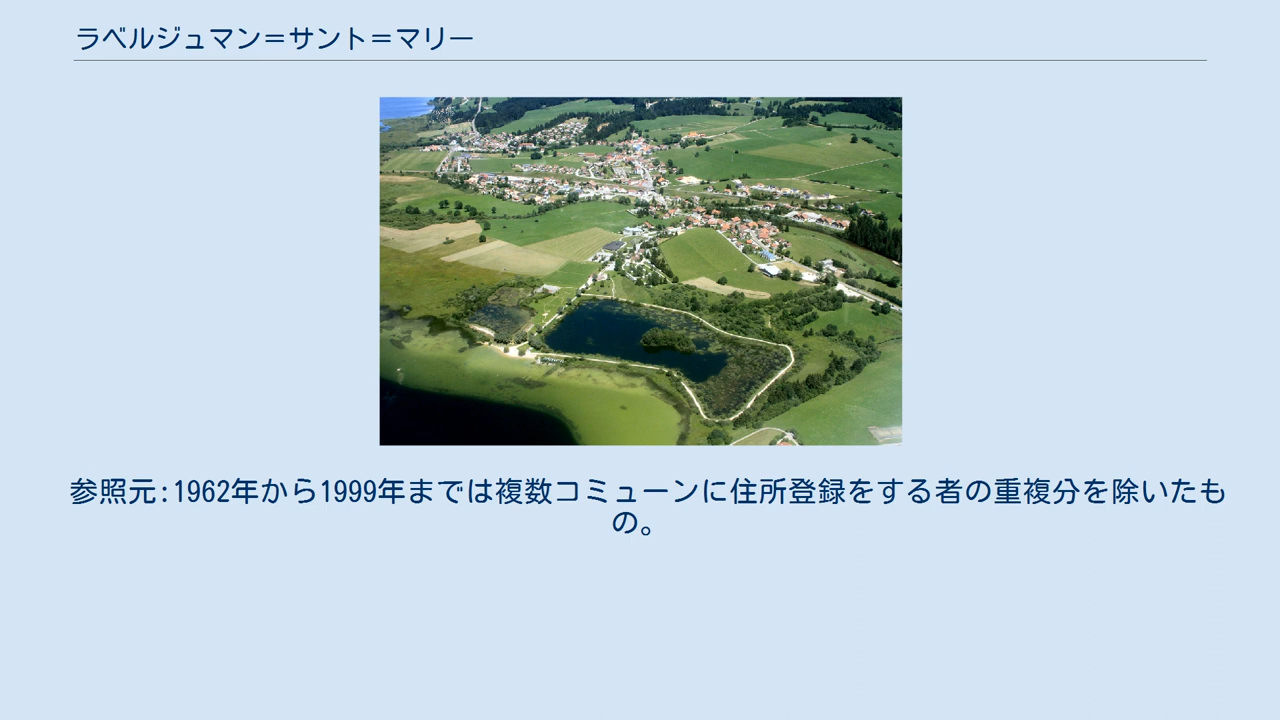 ラベルジュマン＝サント＝マリー
参照元:1962年から1999年までは複数コミューンに住所登録をする者の重複分を除いたも
の。